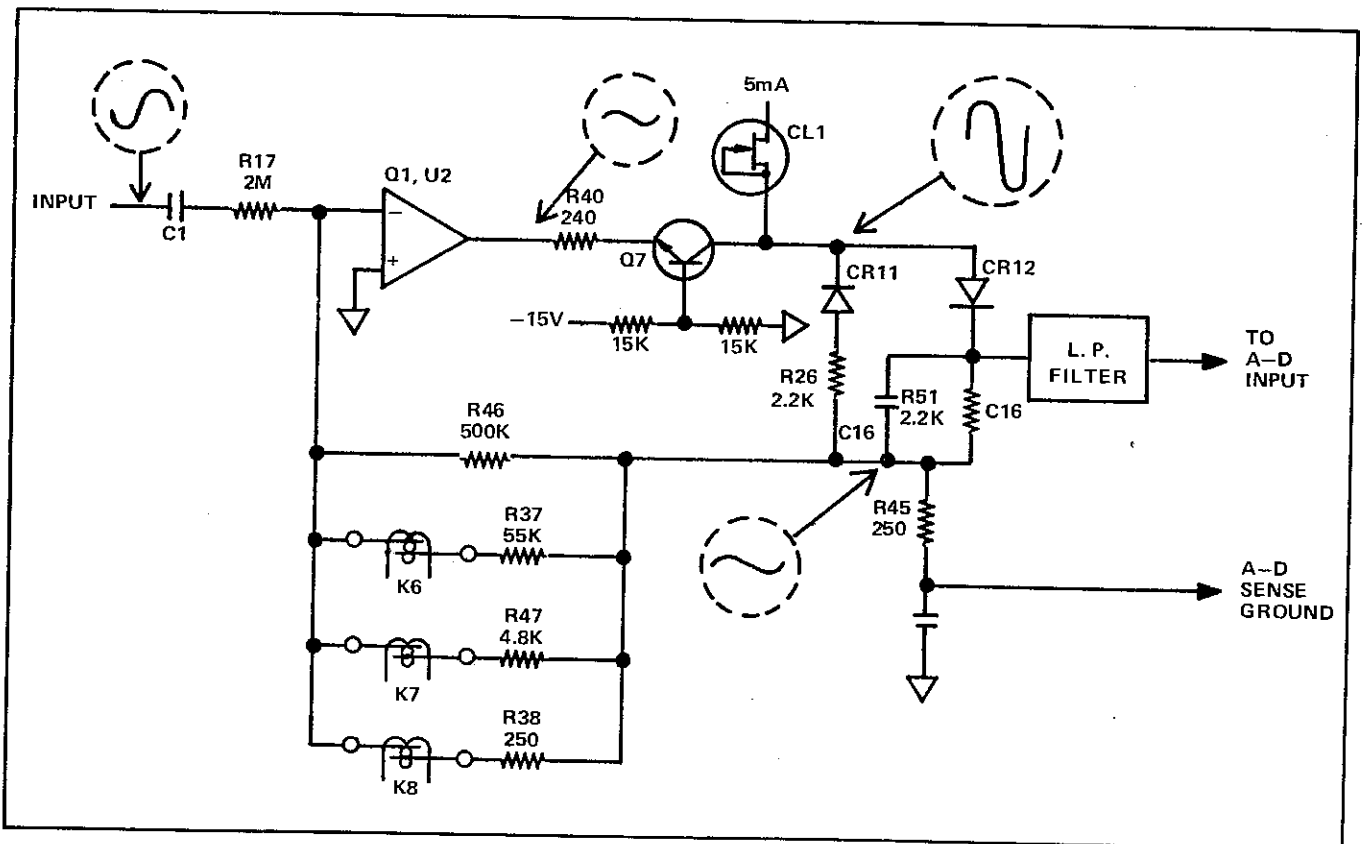 5mA
CL1
R17
2M
Q1, U2
INPUT
C1
−
+
R40
240
Q7
CR11
CR12
−15V
15K
15K
L. P.
FILTER
TO
A–D
INPUT
R26
2.2K
R51
2.2K
C16
C16
R46
500K
R45
250
R37
55K
K6
A–D
SENSE
GROUND
R47
4.8K
K7
R38
250
K8